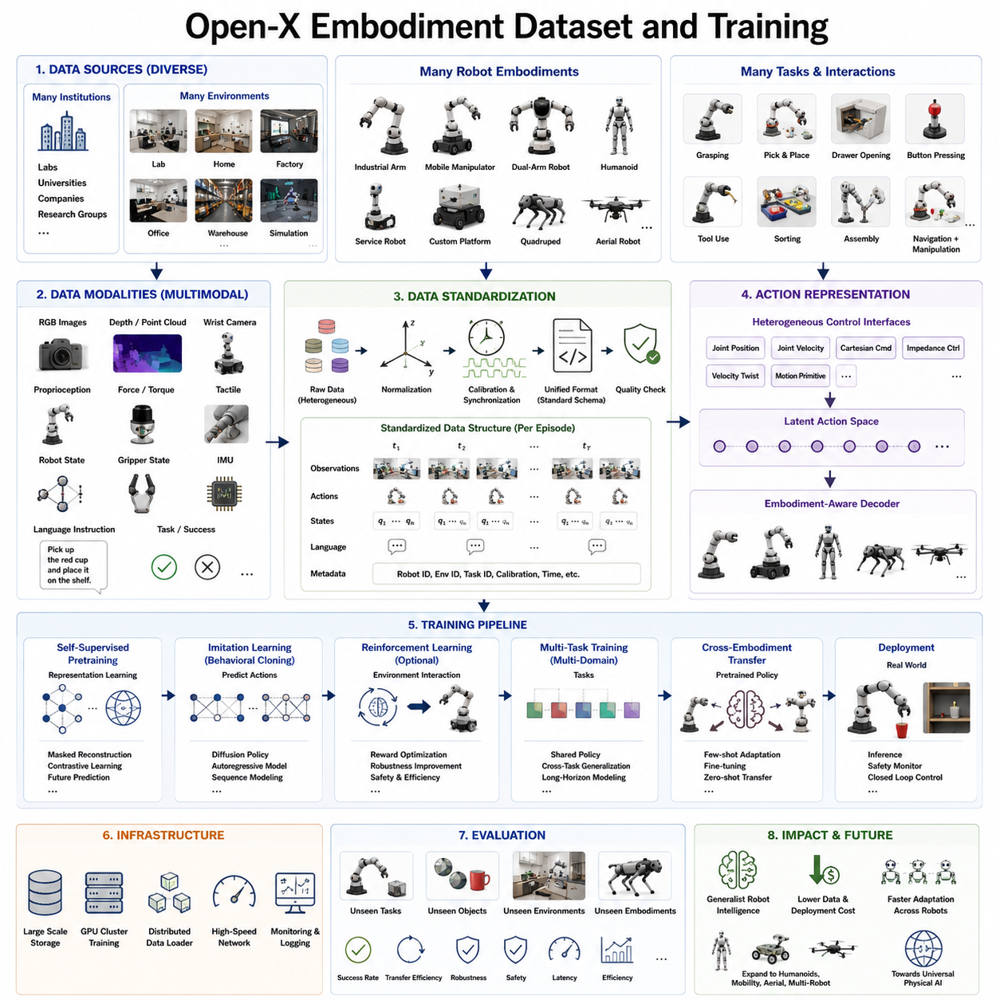 Open-X Embodiment Dataset and Training
1. DATA SOURCES (DIVERSE)
Many Institutions
Labs
Universities
Companies
Research Groups
...
Many Environments
Lab
Home
Factory
Office
Warehouse
Simulation
...
...
Many Robot Embodiments
Industrial Arm
Mobile Manipulator
Dual-Arm Robot
Humanoid
Service Robot
Custom Platform
Quadruped
Aerial Robot
...
Many Tasks & Interactions
Grasping
Pick & Place
Drawer Opening
Button Pressing
Tool Use
Sorting
Assembly
Navigation +
Manipulation
...
2. DATA MODALITIES (MULTIMODAL)
RGB Images
Depth / Point Cloud
Wrist Camera
Proprioception
Force / Torque
Tactile
Robot State
Gripper State
IMU
Language Instruction
Task / Success
Pick up
the red cup
and place it
on the shelf.
...
3. DATA STANDARDIZATION
z
y
y
Raw Data
(Heterogeneous)
Normalization
Calibration &
Synchronization
</>
Unified Format
(Standard Schema)
Quality Check
Standardized Data Structure (Per Episode)
t1 t2 ... tT
Observations ...
Actions ...
States q1 ... qn q1 ... qn q1 ... qn ... q1 ... qn q1 ... qn
Language ...
Metadata Robot ID, Env ID, Task ID, Calibration, Time, etc.
4. ACTION REPRESENTATION
Heterogeneous Control Interfaces
Joint Position
Joint Velocity
Cartesian Cmd
Impedance Ctrl
Velocity Twist
Motion Primitive
...
...
Latent Action Space
...
Embodiment-Aware Decoder
...
5. TRAINING PIPELINE
Self-Supervised
Pretraining
Representation Learning
...
Masked Reconstruction
Contrastive Learning
Future Prediction
...
Imitation Learning
(Behavioral Cloning)
Predict Actions
...
Diffusion Policy
Autoregressive Model
Sequence Modeling
...
Reinforcement Learning
(Optional)
Environment Interaction
Reward Optimization
Robustness Improvement
Safety & Efficiency
...
Multi-Task Training
(Multi-Domain)
Tasks
Shared Policy
Cross-Task Generalization
Long-Horizon Modeling
...
Cross-Embodiment
Transfer
Pretrained Policy
Few-shot Adaptation
Fine-tuning
Zero-shot Transfer
...
Deployment
Real World
Inference
Safety Monitor
Closed Loop Control
...
6. INFRASTRUCTURE
Large Scale
Storage
GPU Cluster
Training
Distributed
Data Loader
High-Speed
Network
Monitoring &
Logging
7. EVALUATION
Unseen Tasks
Unseen Objects
Unseen Environments
Unseen Embodiments
Success Rate
Transfer Efficiency
Robustness
Safety
Latency
Efficiency
...
8. IMPACT & FUTURE
Generalist Robot
Intelligence
$
Lower Data &
Deployment Cost
Faster Adaptation
Across Robots
Expand to Humanoids,
Mobility, Aerial, Multi-Robot
Towards Universal
Physical AI